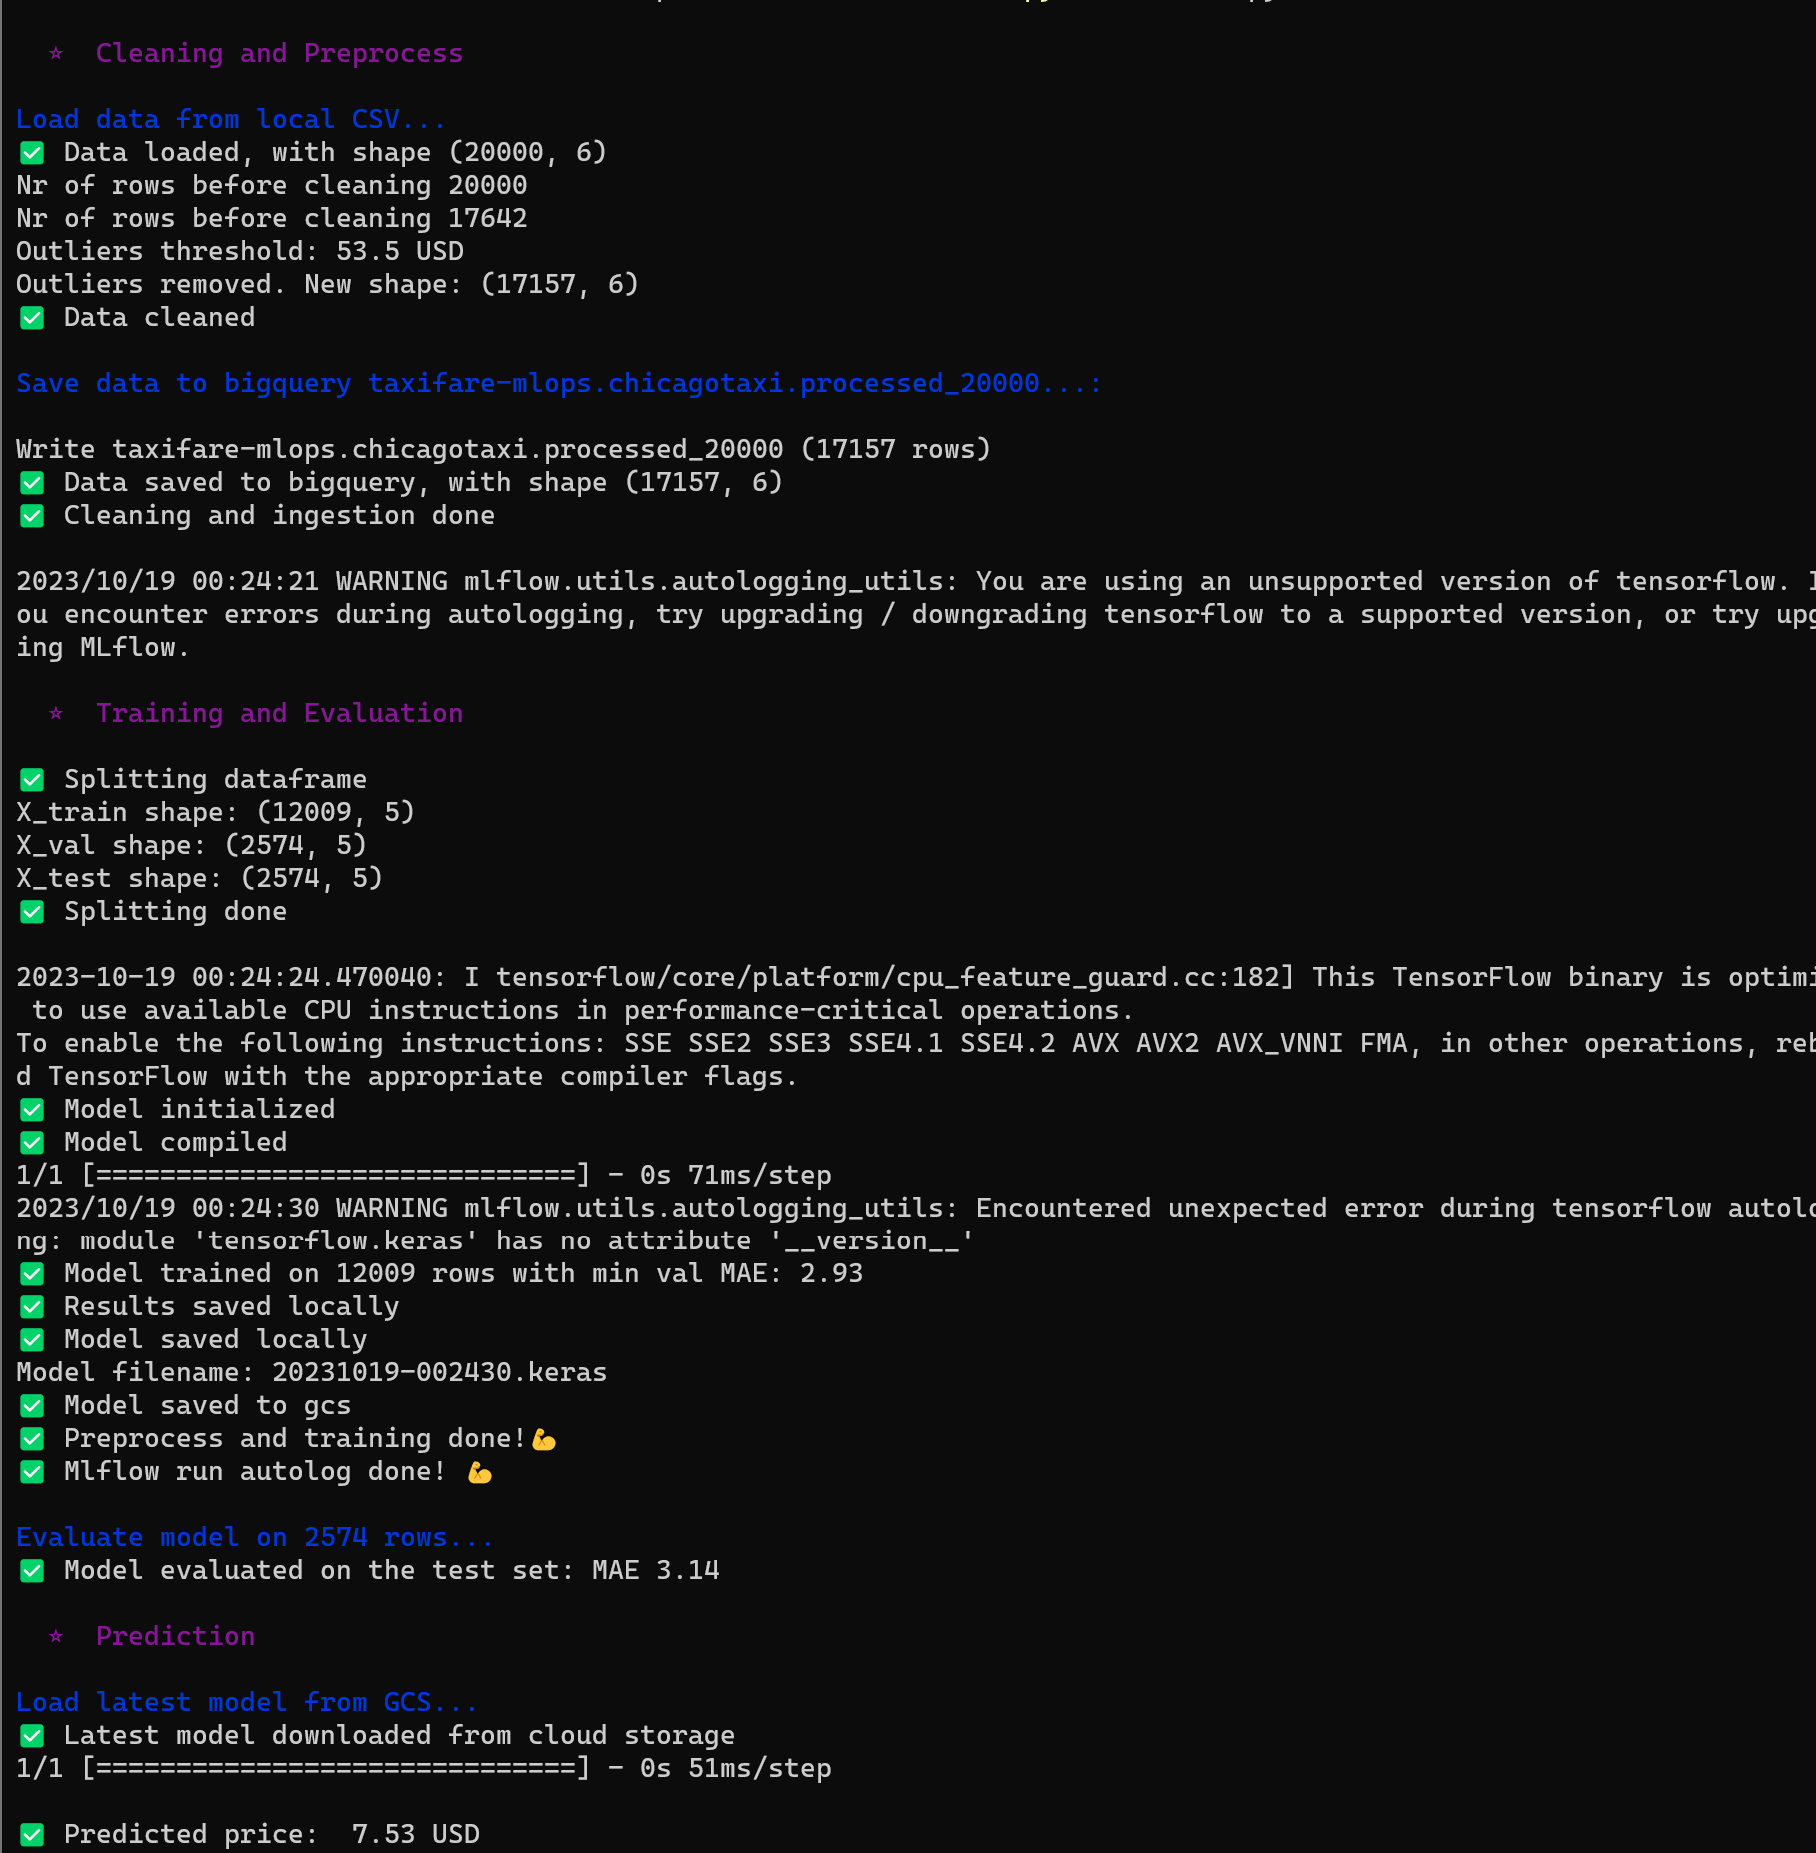 ☆ Cleaning and Preprocess
Load data from local CSV...
✅ Data loaded, with shape (20000, 6)
Nr of rows before cleaning 20000
Nr of rows before cleaning 17642
Outliers threshold: 53.5 USD
Outliers removed. New shape: (17157, 6)
✅ Data cleaned
Save data to bigquery taxifare-mlops.chicagotaxi.processed_20000...:
Write taxifare-mlops.chicagotaxi.processed_20000 (17157 rows)
✅ Data saved to bigquery, with shape (17157, 6)
✅ Cleaning and ingestion done
2023/10/19 00:24:21 WARNING mlflow.utils.autologging_utils: You are using an unsupported version of tensorflow. I
ou encounter errors during autologging, try upgrading / downgrading tensorflow to a supported version, or try upg
ing MLflow.
☆ Training and Evaluation
✅ Splitting dataframe
X_train shape: (12009, 5)
X_val shape: (2574, 5)
X_test shape: (2574, 5)
✅ Splitting done
2023-10-19 00:24:24.470040: I tensorflow/core/platform/cpu_feature_guard.cc:182] This TensorFlow binary is optimi
to use available CPU instructions in performance-critical operations.
To enable the following instructions: SSE SSE2 SSE3 SSE4.1 SSE4.2 AVX AVX2 AVX_VNNI FMA, in other operations, reb
d TensorFlow with the appropriate compiler flags.
✅ Model initialized
✅ Model compiled
1/1 [==============================] - 0s 71ms/step
2023/10/19 00:24:30 WARNING mlflow.utils.autologging_utils: Encountered unexpected error during tensorflow autolo
ng: module 'tensorflow.keras' has no attribute '__version__'
✅ Model trained on 12009 rows with min val MAE: 2.93
✅ Results saved locally
✅ Model saved locally
Model filename: 20231019-002430.keras
✅ Model saved to gcs
✅ Preprocess and training done!💪
✅ Mlflow run autolog done! 💪
Evaluate model on 2574 rows...
✅ Model evaluated on the test set: MAE 3.14
☆ Prediction
Load latest model from GCS...
✅ Latest model downloaded from cloud storage
1/1 [==============================] - 0s 51ms/step
✅ Predicted price:  7.53 USD